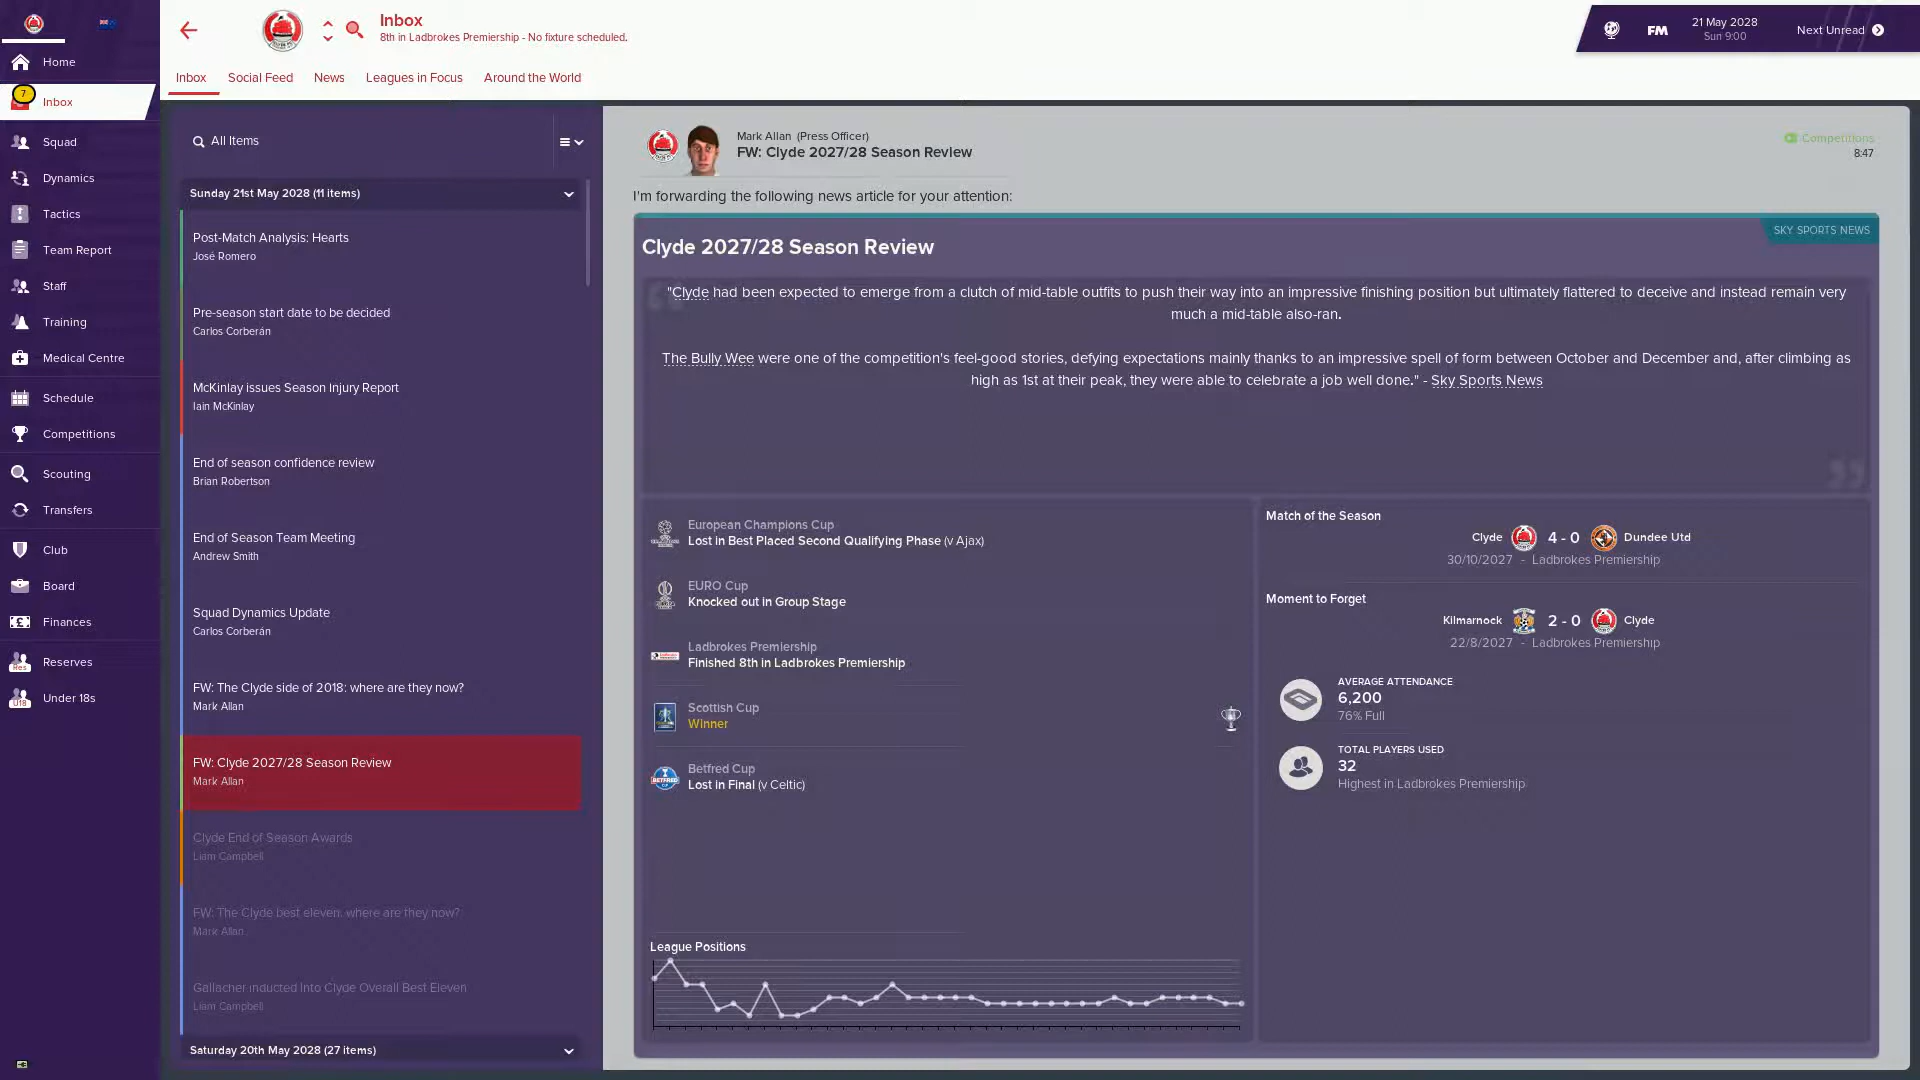 Inbox
8th in Ladbrokes Premiership - No fixture scheduled.
FM
21 May 2028
Sun 9:00
Next Unread
Inbox
Social Feed
News
Leagues in Focus
Around the World
Home
7
Inbox
Squad
Dynamics
Tactics
Team Report
Staff
Training
Medical Centre
Schedule
Competitions
Scouting
Transfers
Club
Board
Finances
Res
Reserves
U18
Under 18s
All Items
Sunday 21st May 2028 (11 items)
Post-Match Analysis: Hearts
José Romero
Pre-season start date to be decided
Carlos Corberán
McKinlay issues Season Injury Report
Iain McKinlay
End of season confidence review
Brian Robertson
End of Season Team Meeting
Andrew Smith
Squad Dynamics Update
Carlos Corberán
FW: The Clyde side of 2018: where are they now?
Mark Allan
FW: Clyde 2027/28 Season Review
Mark Allan
Clyde End of Season Awards
Liam Campbell
FW: The Clyde best eleven: where are they now?
Mark Allan
Gallacher inducted Into Clyde Overall Best Eleven
Liam Campbell
Saturday 20th May 2028 (27 items)
Mark Allan (Press Officer)
FW: Clyde 2027/28 Season Review
Competitions
8:47
I'm forwarding the following news article for your attention:
SKY SPORTS NEWS
Clyde 2027/28 Season Review
"Clyde had been expected to emerge from a clutch of mid-table outfits to push their way into an impressive finishing position but ultimately flattered to deceive and instead remain very
much a mid-table also-ran.
The Bully Wee were one of the competition's feel-good stories, defying expectations mainly thanks to an impressive spell of form between October and December and, after climbing as
high as 1st at their peak, they were able to celebrate a job well done." - Sky Sports News
European Champions Cup
Lost in Best Placed Second Qualifying Phase (v Ajax)
EURO Cup
Knocked out in Group Stage
Ladbrokes Premiership
Finished 8th in Ladbrokes Premiership
Scottish Cup
Winner
BETFRED
Betfred Cup
Lost in Final (v Celtic)
League Positions
Match of the Season
Clyde 4 - 0 Dundee Utd
30/10/2027 - Ladbrokes Premiership
Moment to Forget
Kilmarnock 2 - 0 Clyde
22/8/2027 - Ladbrokes Premiership
AVERAGE ATTENDANCE
6,200
76% Full
TOTAL PLAYERS USED
32
Highest in Ladbrokes Premiership